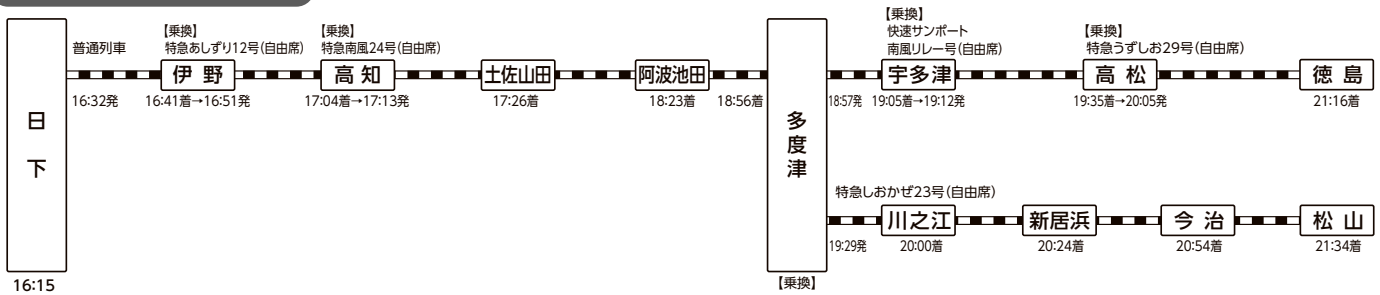 普通列車
【乗換】
特急あしずり12号(自由席)
【乗換】
特急南風24号(自由席)
【乗換】
快速サンポート
南風リレー号(自由席)
【乗換】
特急うずしお29号(自由席)
日下
伊野
高知
土佐山田
阿波池田
多度津
宇多津
高松
徳島
16:32発
16:41着→16:51発
17:04着→17:13発
17:26着
18:23着
18:56着
18:57発
19:05着→19:12発
19:35着→20:05発
21:16着
特急しおかぜ23号(自由席)
川之江
新居浜
今治
松山
19:29発
20:00着
20:24着
20:54着
21:34着
16:15
【乗換】